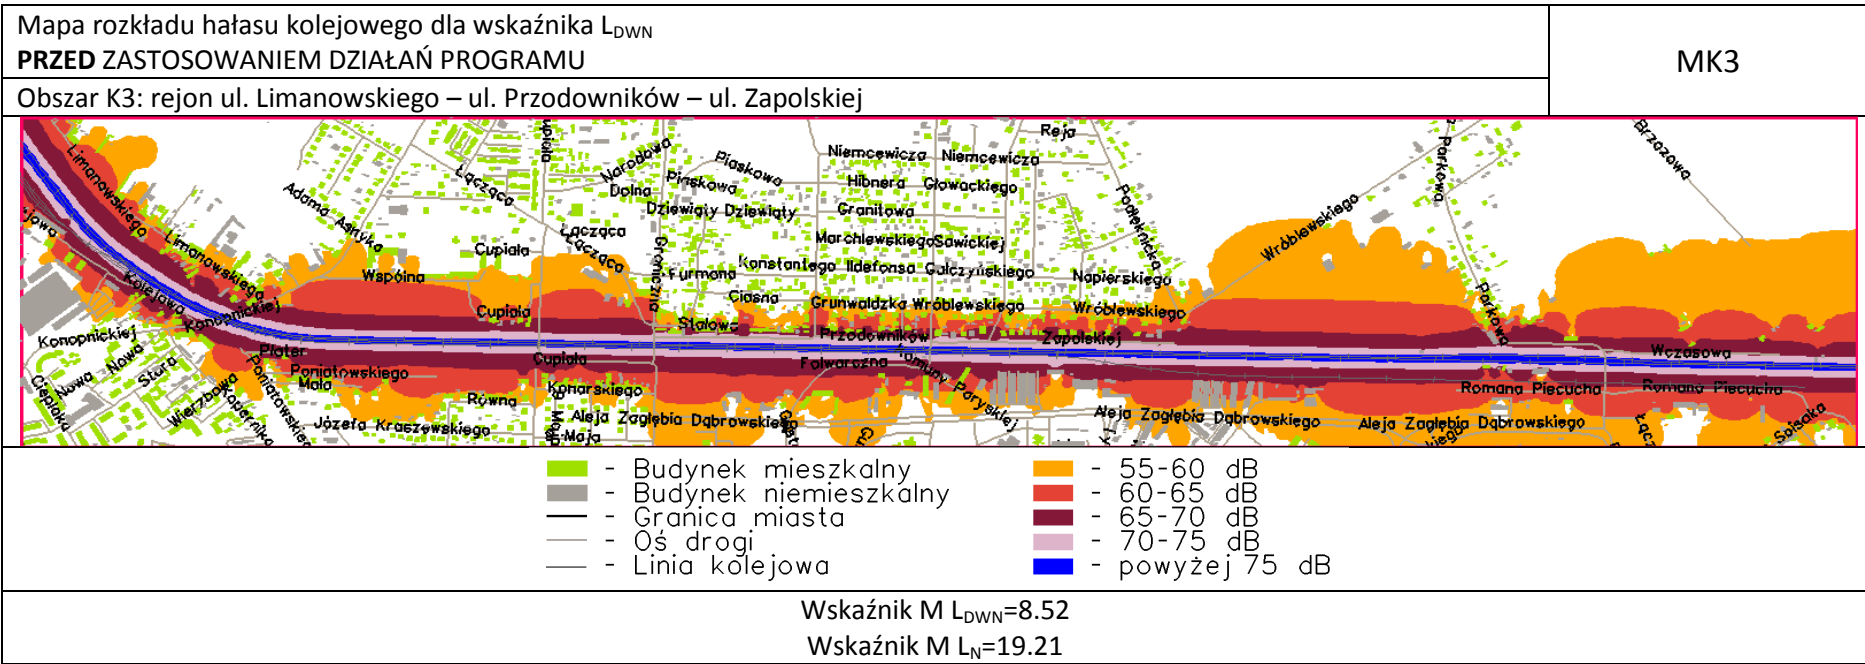 Mapa rozkładu hałasu kolejowego dla wskaźnika LDWN
PRZED ZASTOSOWANIEM DZIAŁAŃ PROGRAMU
MK3
Obszar K3: rejon ul. Limanowskiego – ul. Przodowników – ul. Zapolskiej
Reja
Niemcewicza Niemcewicza
Hibnera Głowackiego
Granitowa
Marchlewskiego Sawickiej
Konstantego Ildefonsa Gałczyńskiego
Napierskiego
Grunwaldzka Wróblewskiego
Wróblewskiego
Narodowa
Dolna
Piaskowa
Piaskowa
Dziewiąty Dziewiąty
Łącząca
Łącząca
Łącząca
Cupiała
Adama Asnyka
Wspólna
Cupiała
Graniczna
Furmana
Ciasna
Stalowa
Przodowników
Zapolskiej
Podleśnicka
Wróblewskiego
Parkowa
Parkowa
Brzozowa
Wczasowa
Limanowskiego
Limanowskiego
Kolejowa
Konopnickiej
Konopnickiej
Nowa
Nowa
Stara
Wierzbowa
Kopernika
Poniatowskiego
Plater
Poniatowskiego
Mała
Józefa Kraszewskiego
Równa
Cupiała
Konarskiego
Maja
Aleja Zagłębia Dąbrowskiego
Folwarczna
Paryskiej
Aleja Zagłębia Dąbrowskiego
Romana Piecucha
Romana Piecucha
Aleja Zagłębia Dąbrowskiego
Spisaka
- Budynek mieszkalny
- Budynek niemieszkalny
- Granica miasta
- Oś drogi
- Linia kolejowa
- 55-60 dB
- 60-65 dB
- 65-70 dB
- 70-75 dB
- powyżej 75 dB
Wskaźnik M LDWN=8.52
Wskaźnik M LN=19.21